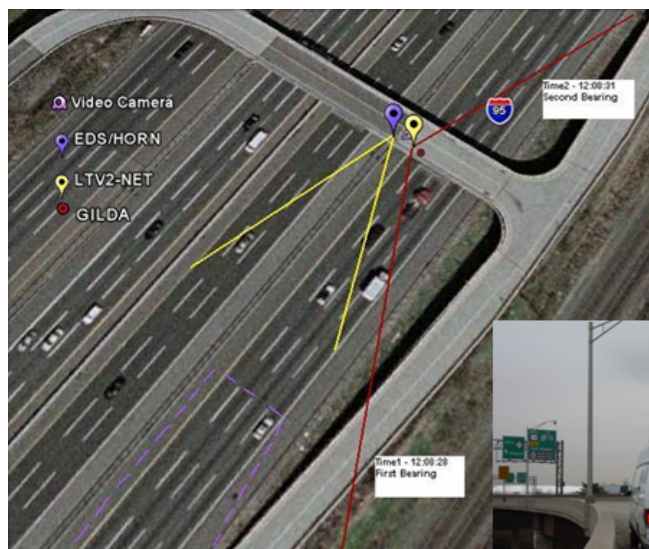 Video Camera
EDS/HORN
LTV2-NET
GILDA
Time2 - 12:08:31
Second Bearing
95
Time1 - 12:08:28
First Bearing